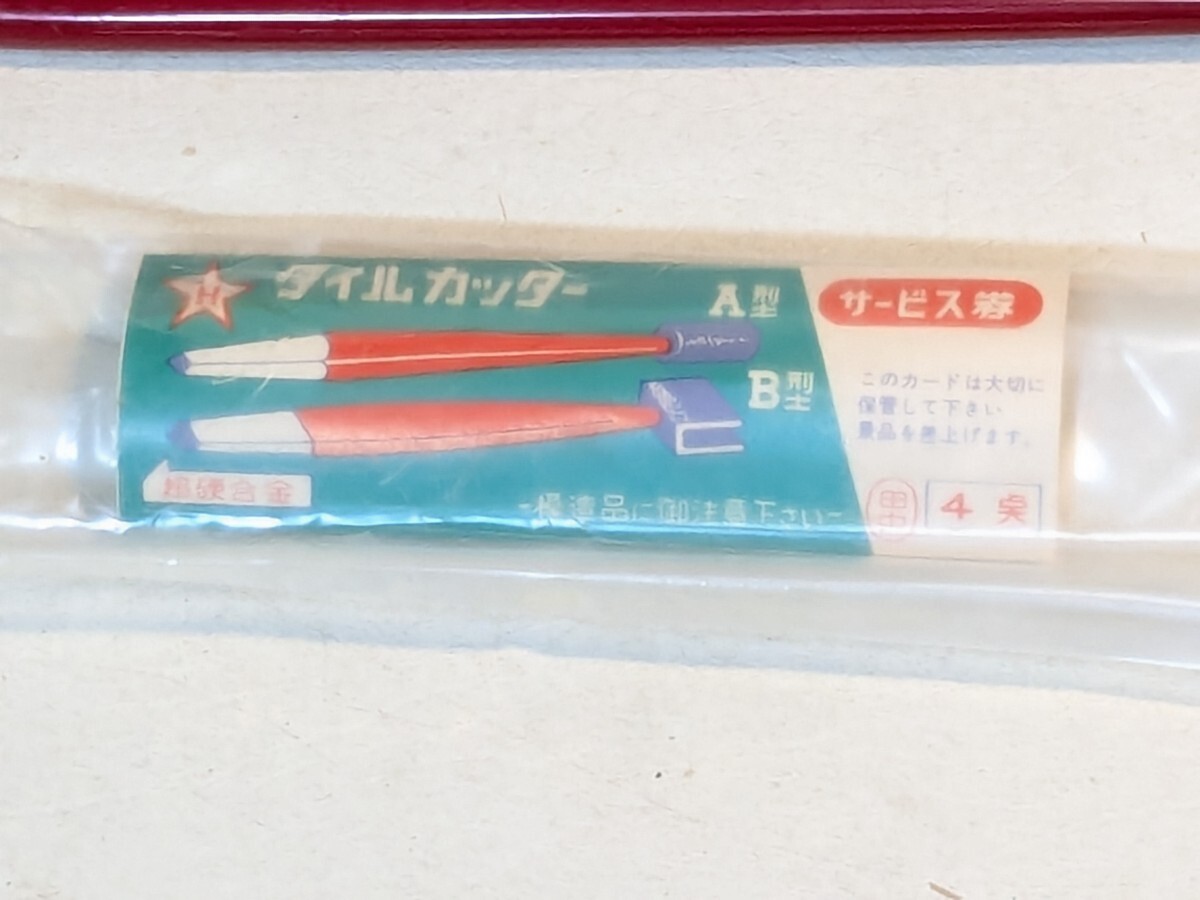 H
タイルカッター
A型
B型
超硬合金
-模造品に御注意下さい-
サービス券
このカードは大切に
保管して下さい
景品を差上げます。
田中
4点